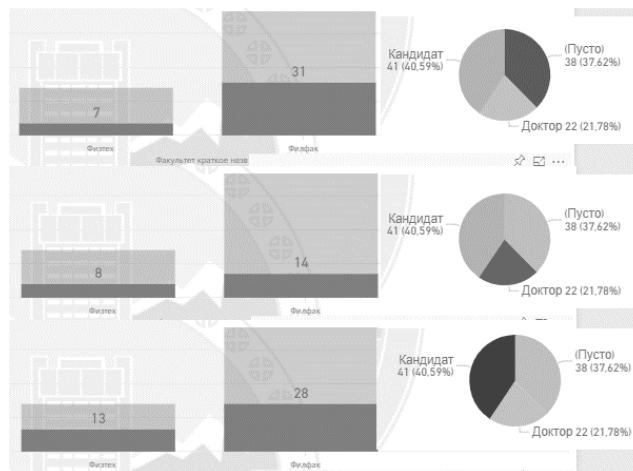 7
31
Физтех
Филфак
Факультет краткое назв
Кандидат
41 (40,59%)
(Пусто)
38 (37,62%)
Доктор 22 (21,78%)
8
14
Физтех
Филфак
Кандидат
41 (40,59%)
(Пусто)
38 (37,62%)
Доктор 22 (21,78%)
13
28
Физтех
Филфак
Кандидат
41 (40,59%)
(Пусто)
38 (37,62%)
Доктор 22 (21,78%)